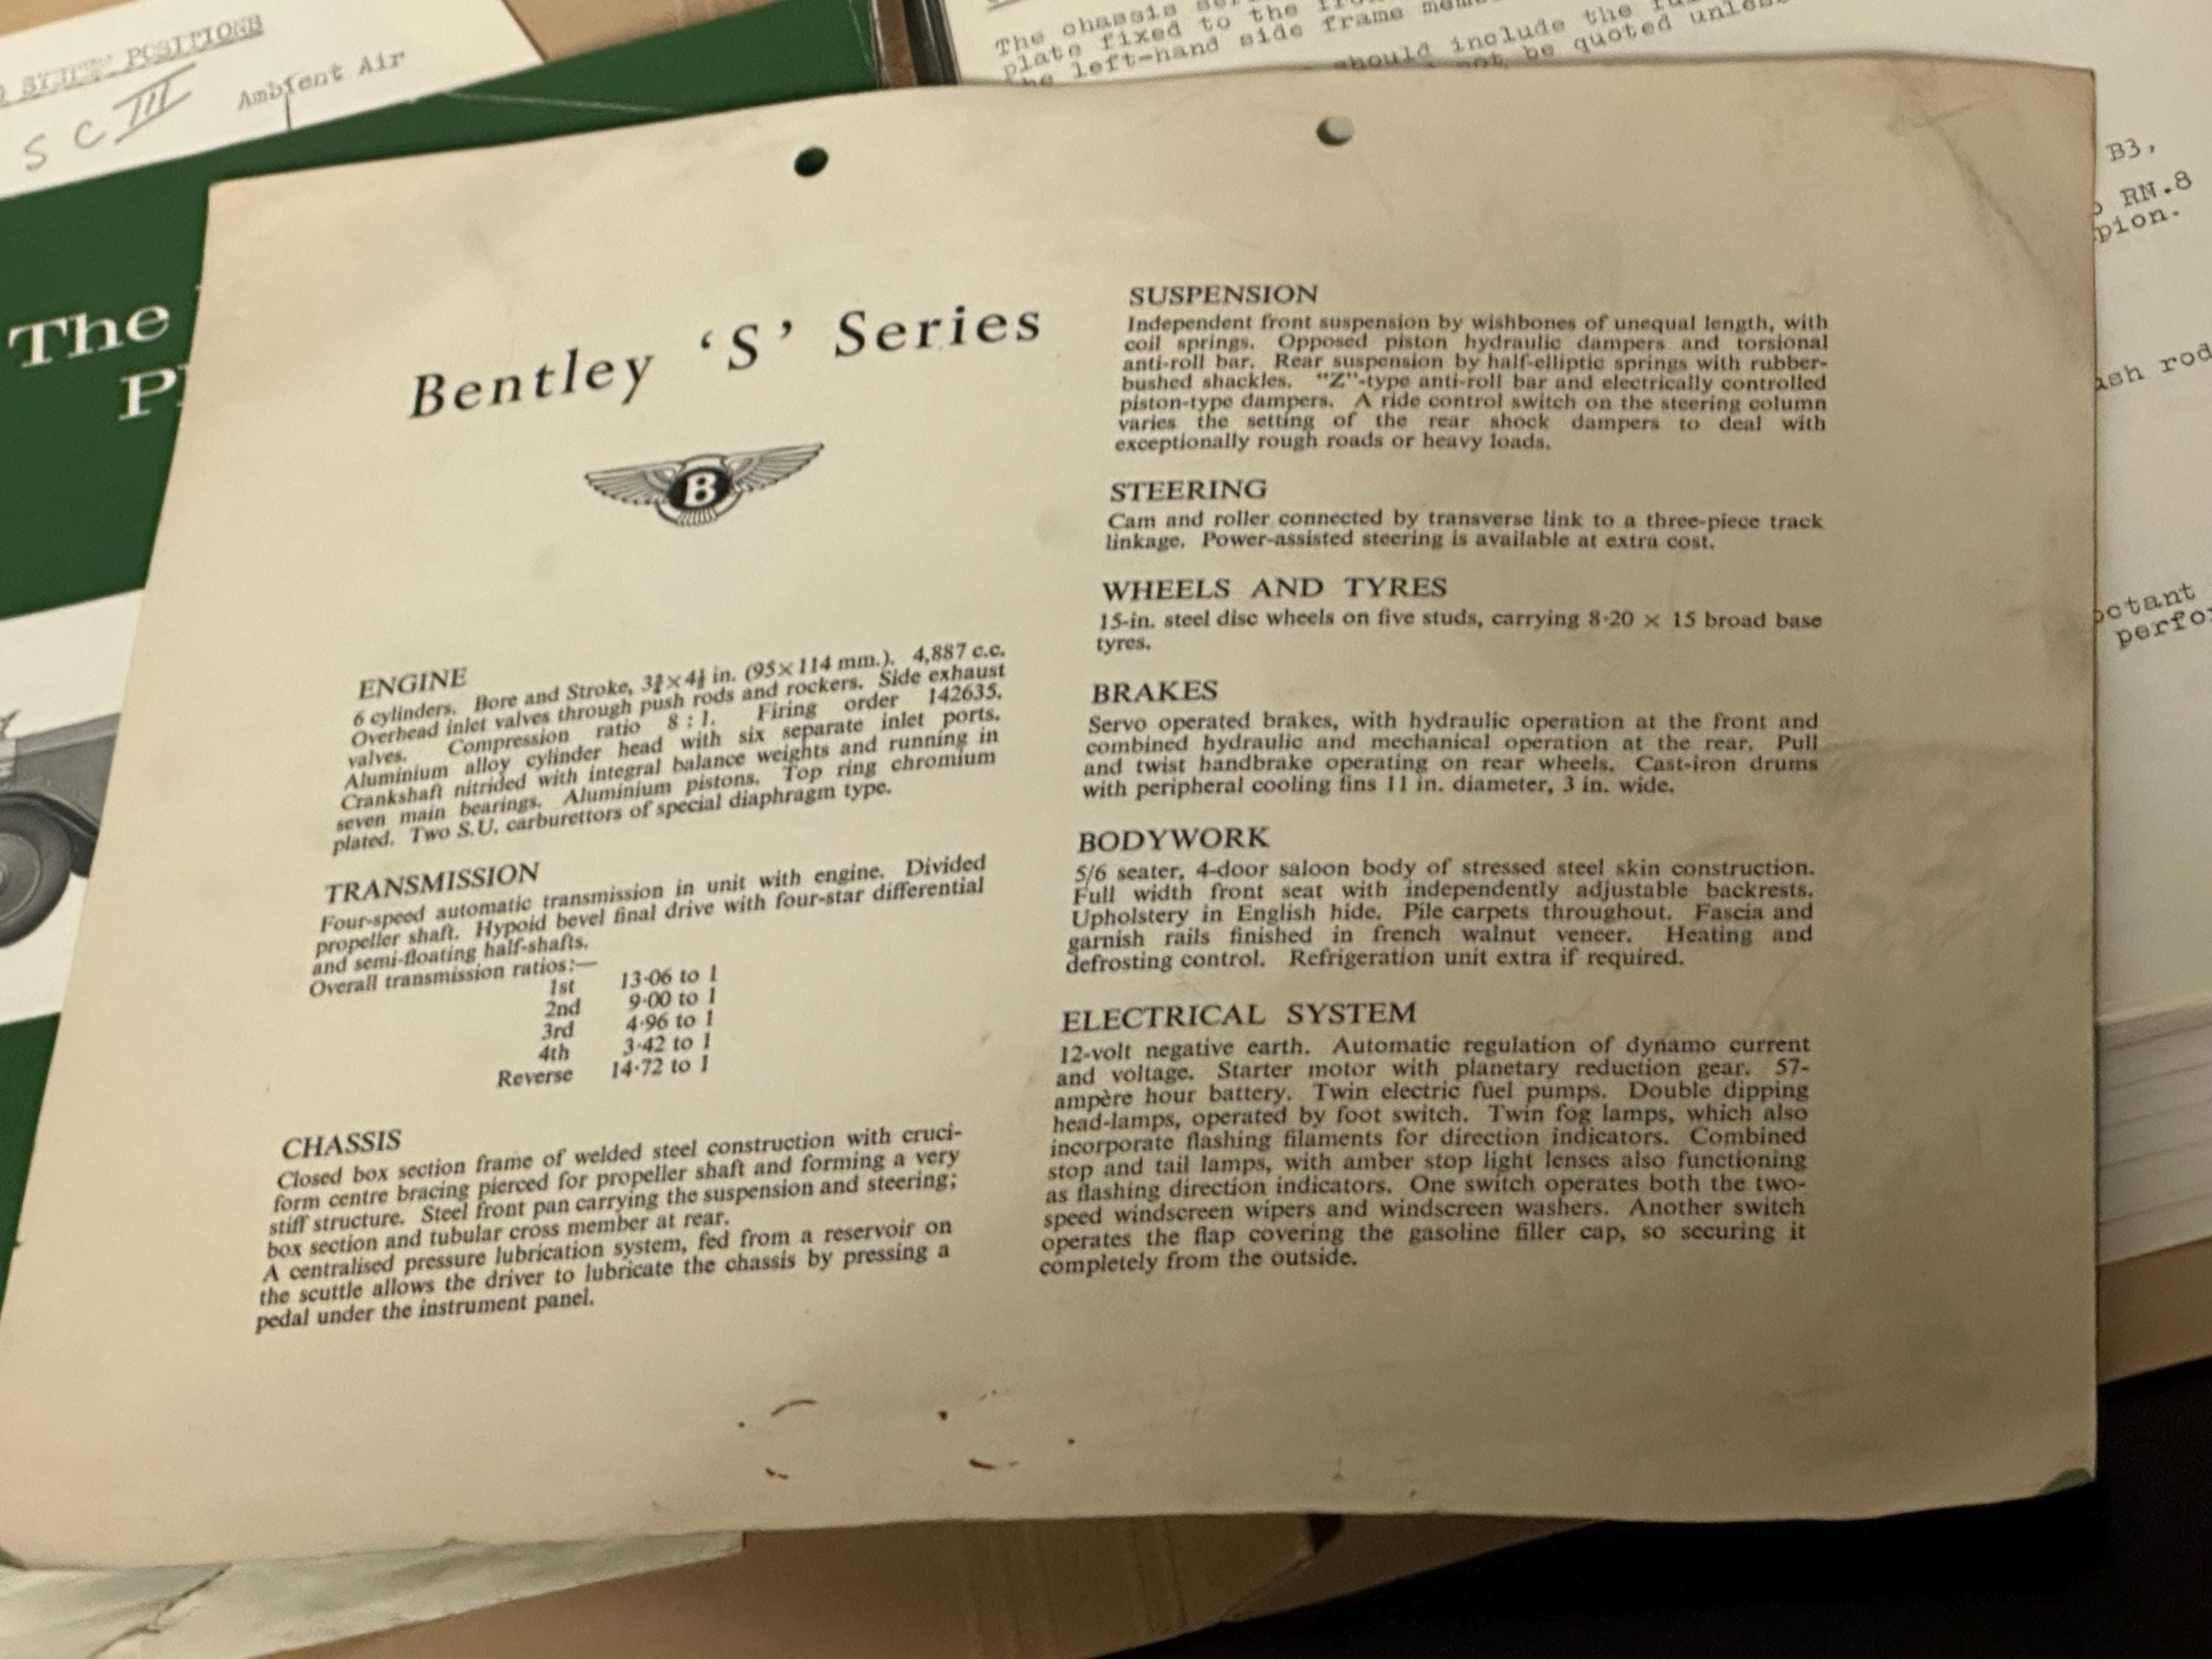 SYSTEM POSITIONS
S C III
Ambient Air
The chassis
plate fixed to the
left-hand side frame
should include the
not be quoted unless
B3,
RN.8
rod
perfo
The
Bentley 'S' Series
B
ENGINE
6 cylinders. Bore and Stroke, 3¾×4½ in. (95×114 mm.). 4,887 c.c.
Overhead inlet valves through push rods and rockers. Side exhaust
valves. Compression ratio 8 : 1. Firing order 142635.
Aluminium alloy cylinder head with six separate inlet ports.
Crankshaft nitrided with integral balance weights and running in
seven main bearings. Aluminium pistons. Top ring chromium
plated. Two S.U. carburettors of special diaphragm type.
TRANSMISSION
Four-speed automatic transmission in unit with engine. Divided
propeller shaft. Hypoid bevel final drive with four-star differential
and semi-floating half-shafts.
Overall transmission ratios:—
1st 13·06 to 1
2nd 9·00 to 1
3rd 4·96 to 1
4th 3·42 to 1
Reverse 14·72 to 1
CHASSIS
Closed box section frame of welded steel construction with cruci-
form centre bracing pierced for propeller shaft and forming a very
stiff structure. Steel front pan carrying the suspension and steering;
box section and tubular cross member at rear.
A centralised pressure lubrication system, fed from a reservoir on
the scuttle allows the driver to lubricate the chassis by pressing a
pedal under the instrument panel.
SUSPENSION
Independent front suspension by wishbones of unequal length, with
coil springs. Opposed piston hydraulic dampers and torsional
anti-roll bar. Rear suspension by half-elliptic springs with rubber-
bushed shackles. "Z"-type anti-roll bar and electrically controlled
piston-type dampers. A ride control switch on the steering column
varies the setting of the rear shock dampers to deal with
exceptionally rough roads or heavy loads.
STEERING
Cam and roller connected by transverse link to a three-piece track
linkage. Power-assisted steering is available at extra cost.
WHEELS AND TYRES
15-in. steel disc wheels on five studs, carrying 8·20 × 15 broad base
tyres.
BRAKES
Servo operated brakes, with hydraulic operation at the front and
combined hydraulic and mechanical operation at the rear. Pull
and twist handbrake operating on rear wheels. Cast-iron drums
with peripheral cooling fins 11 in. diameter, 3 in. wide.
BODYWORK
5/6 seater, 4-door saloon body of stressed steel skin construction.
Full width front seat with independently adjustable backrests.
Upholstery in English hide. Pile carpets throughout. Fascia and
garnish rails finished in french walnut veneer. Heating and
defrosting control. Refrigeration unit extra if required.
ELECTRICAL SYSTEM
12-volt negative earth. Automatic regulation of dynamo current
and voltage. Starter motor with planetary reduction gear. 57-
ampère hour battery. Twin electric fuel pumps. Double dipping
head-lamps, operated by foot switch. Twin fog lamps, which also
incorporate flashing filaments for direction indicators. Combined
stop and tail lamps, with amber stop light lenses also functioning
as flashing direction indicators. One switch operates both the two-
speed windscreen wipers and windscreen washers. Another switch
operates the flap covering the gasoline filler cap, so securing it
completely from the outside.